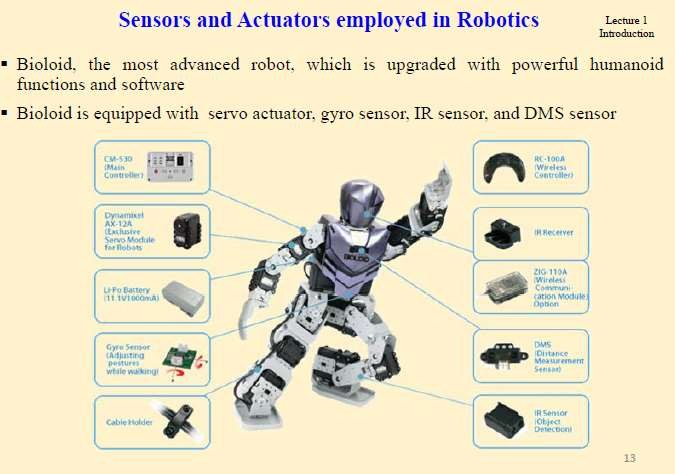 Sensors and Actuators employed in Robotics
Lecture 1
Introduction
▪ Bioloid, the most advanced robot, which is upgraded with powerful humanoid
functions and software
▪ Bioloid is equipped with servo actuator, gyro sensor, IR sensor, and DMS sensor
CM-530
(Main
Controller)
Dynamixel
AX-12A
(Exclusive
Servo Module
for Robots
Li-Po Battery
(11.1V1000mA)
Gyro Sensor
(Adjusting
postures
while walking)
Cable Holder
BIOLOID
RC-100A
(Wireless
Controller)
IR Receiver
ZIG-110A
(Wireless
Communi-
cation Module)
Option
DMS
(Distance
Measurement
Sensor)
IR Sensor
(Object
Detection)
13